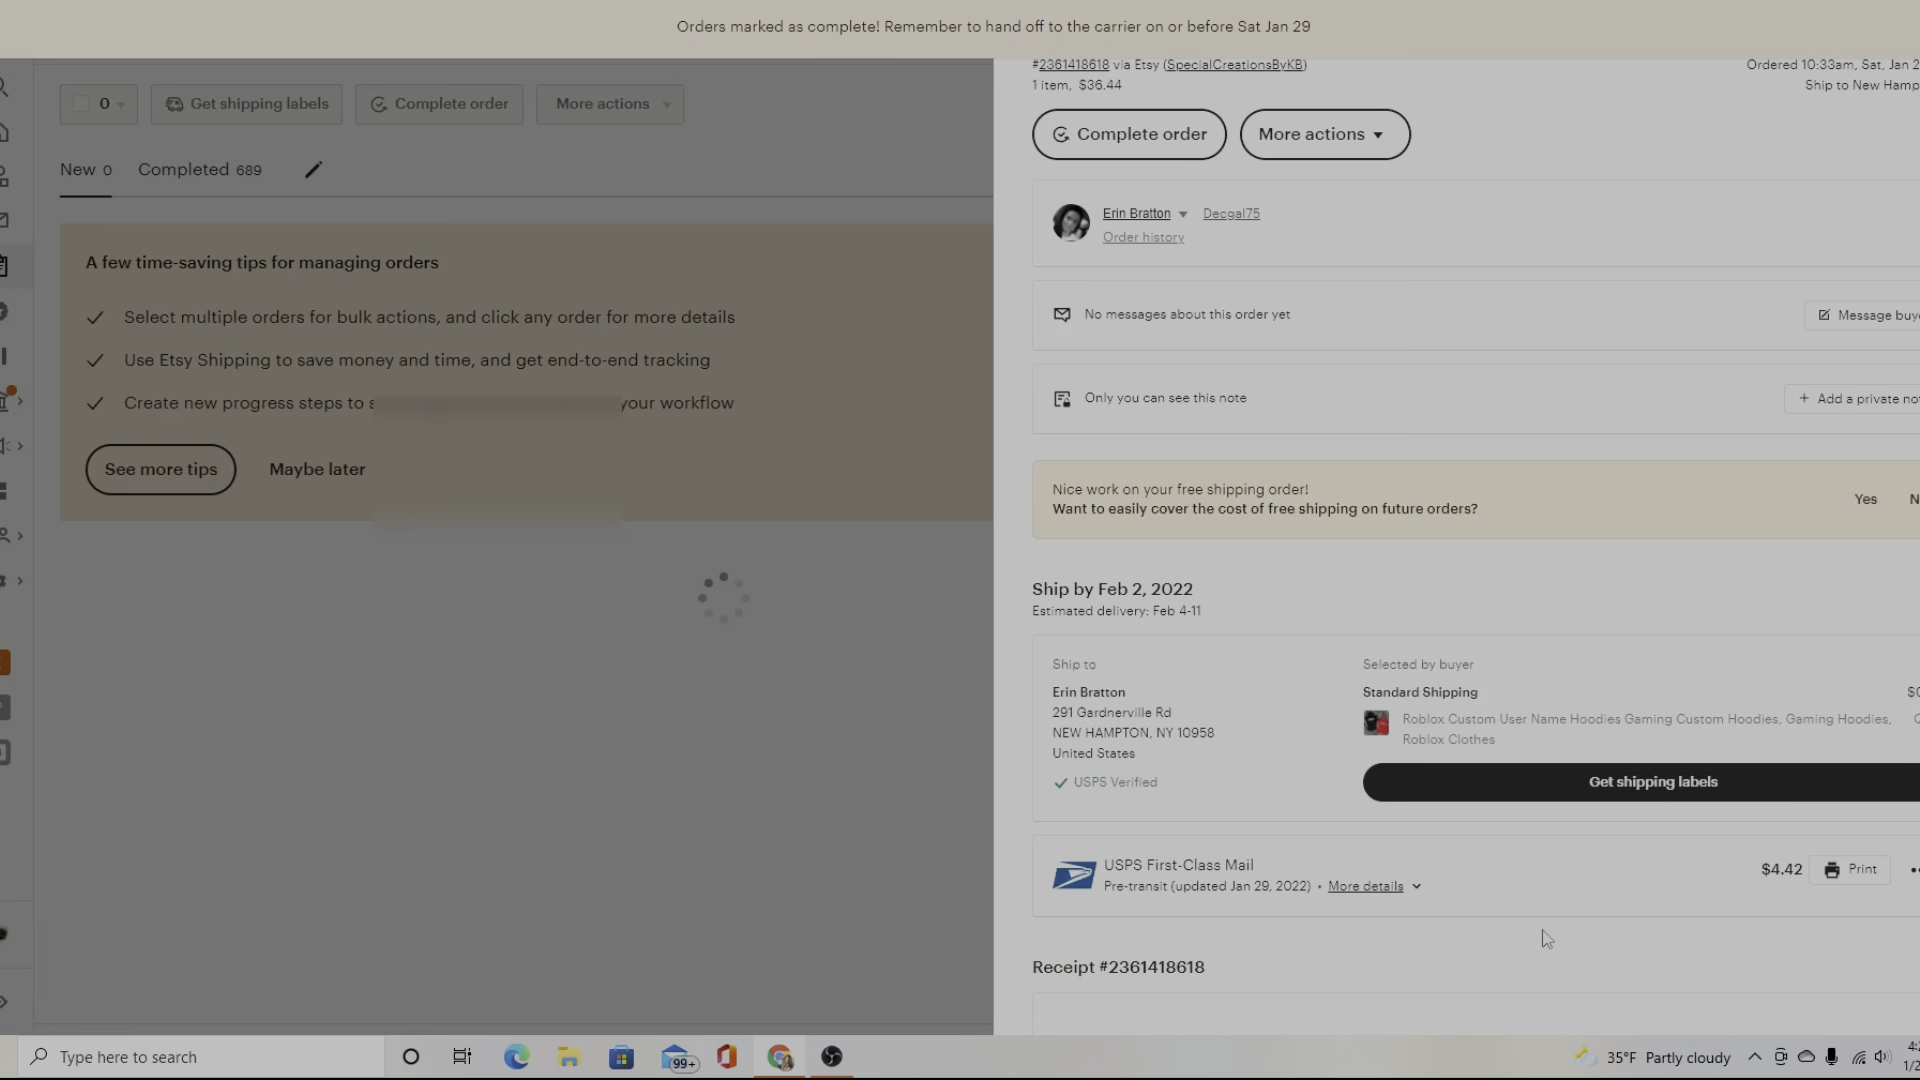 Orders marked as complete! Remember to hand off to the carrier on or before Sat Jan 29
#2361418618 via Etsy (SpecialCreationsByKB)
Ordered 10:33am, Sat, Jan 2
1 item, $36.44
Ship to New Hamp
0
Get shipping labels
Complete order
More actions
Complete order
More actions
New 0
Completed 689
Erin Bratton
Decgal75
Order history
A few time-saving tips for managing orders
Select multiple orders for bulk actions, and click any order for more details
Use Etsy Shipping to save money and time, and get end-to-end tracking
Create new progress steps to
your workflow
See more tips
Maybe later
No messages about this order yet
Message buy
Only you can see this note
+ Add a private no
Nice work on your free shipping order!
Want to easily cover the cost of free shipping on future orders?
Yes
N
Ship by Feb 2, 2022
Estimated delivery: Feb 4-11
Ship to
Erin Bratton
291 Gardnerville Rd
NEW HAMPTON, NY 10958
United States
USPS Verified
Selected by buyer
Standard Shipping
Roblox Custom User Name Hoodies Gaming Custom Hoodies, Gaming Hoodies,
Roblox Clothes
Get shipping labels
USPS First-Class Mail
Pre-transit (updated Jan 29, 2022) • More details
$4.42
Print
Receipt #2361418618
Type here to search
99+
35°F Partly cloudy